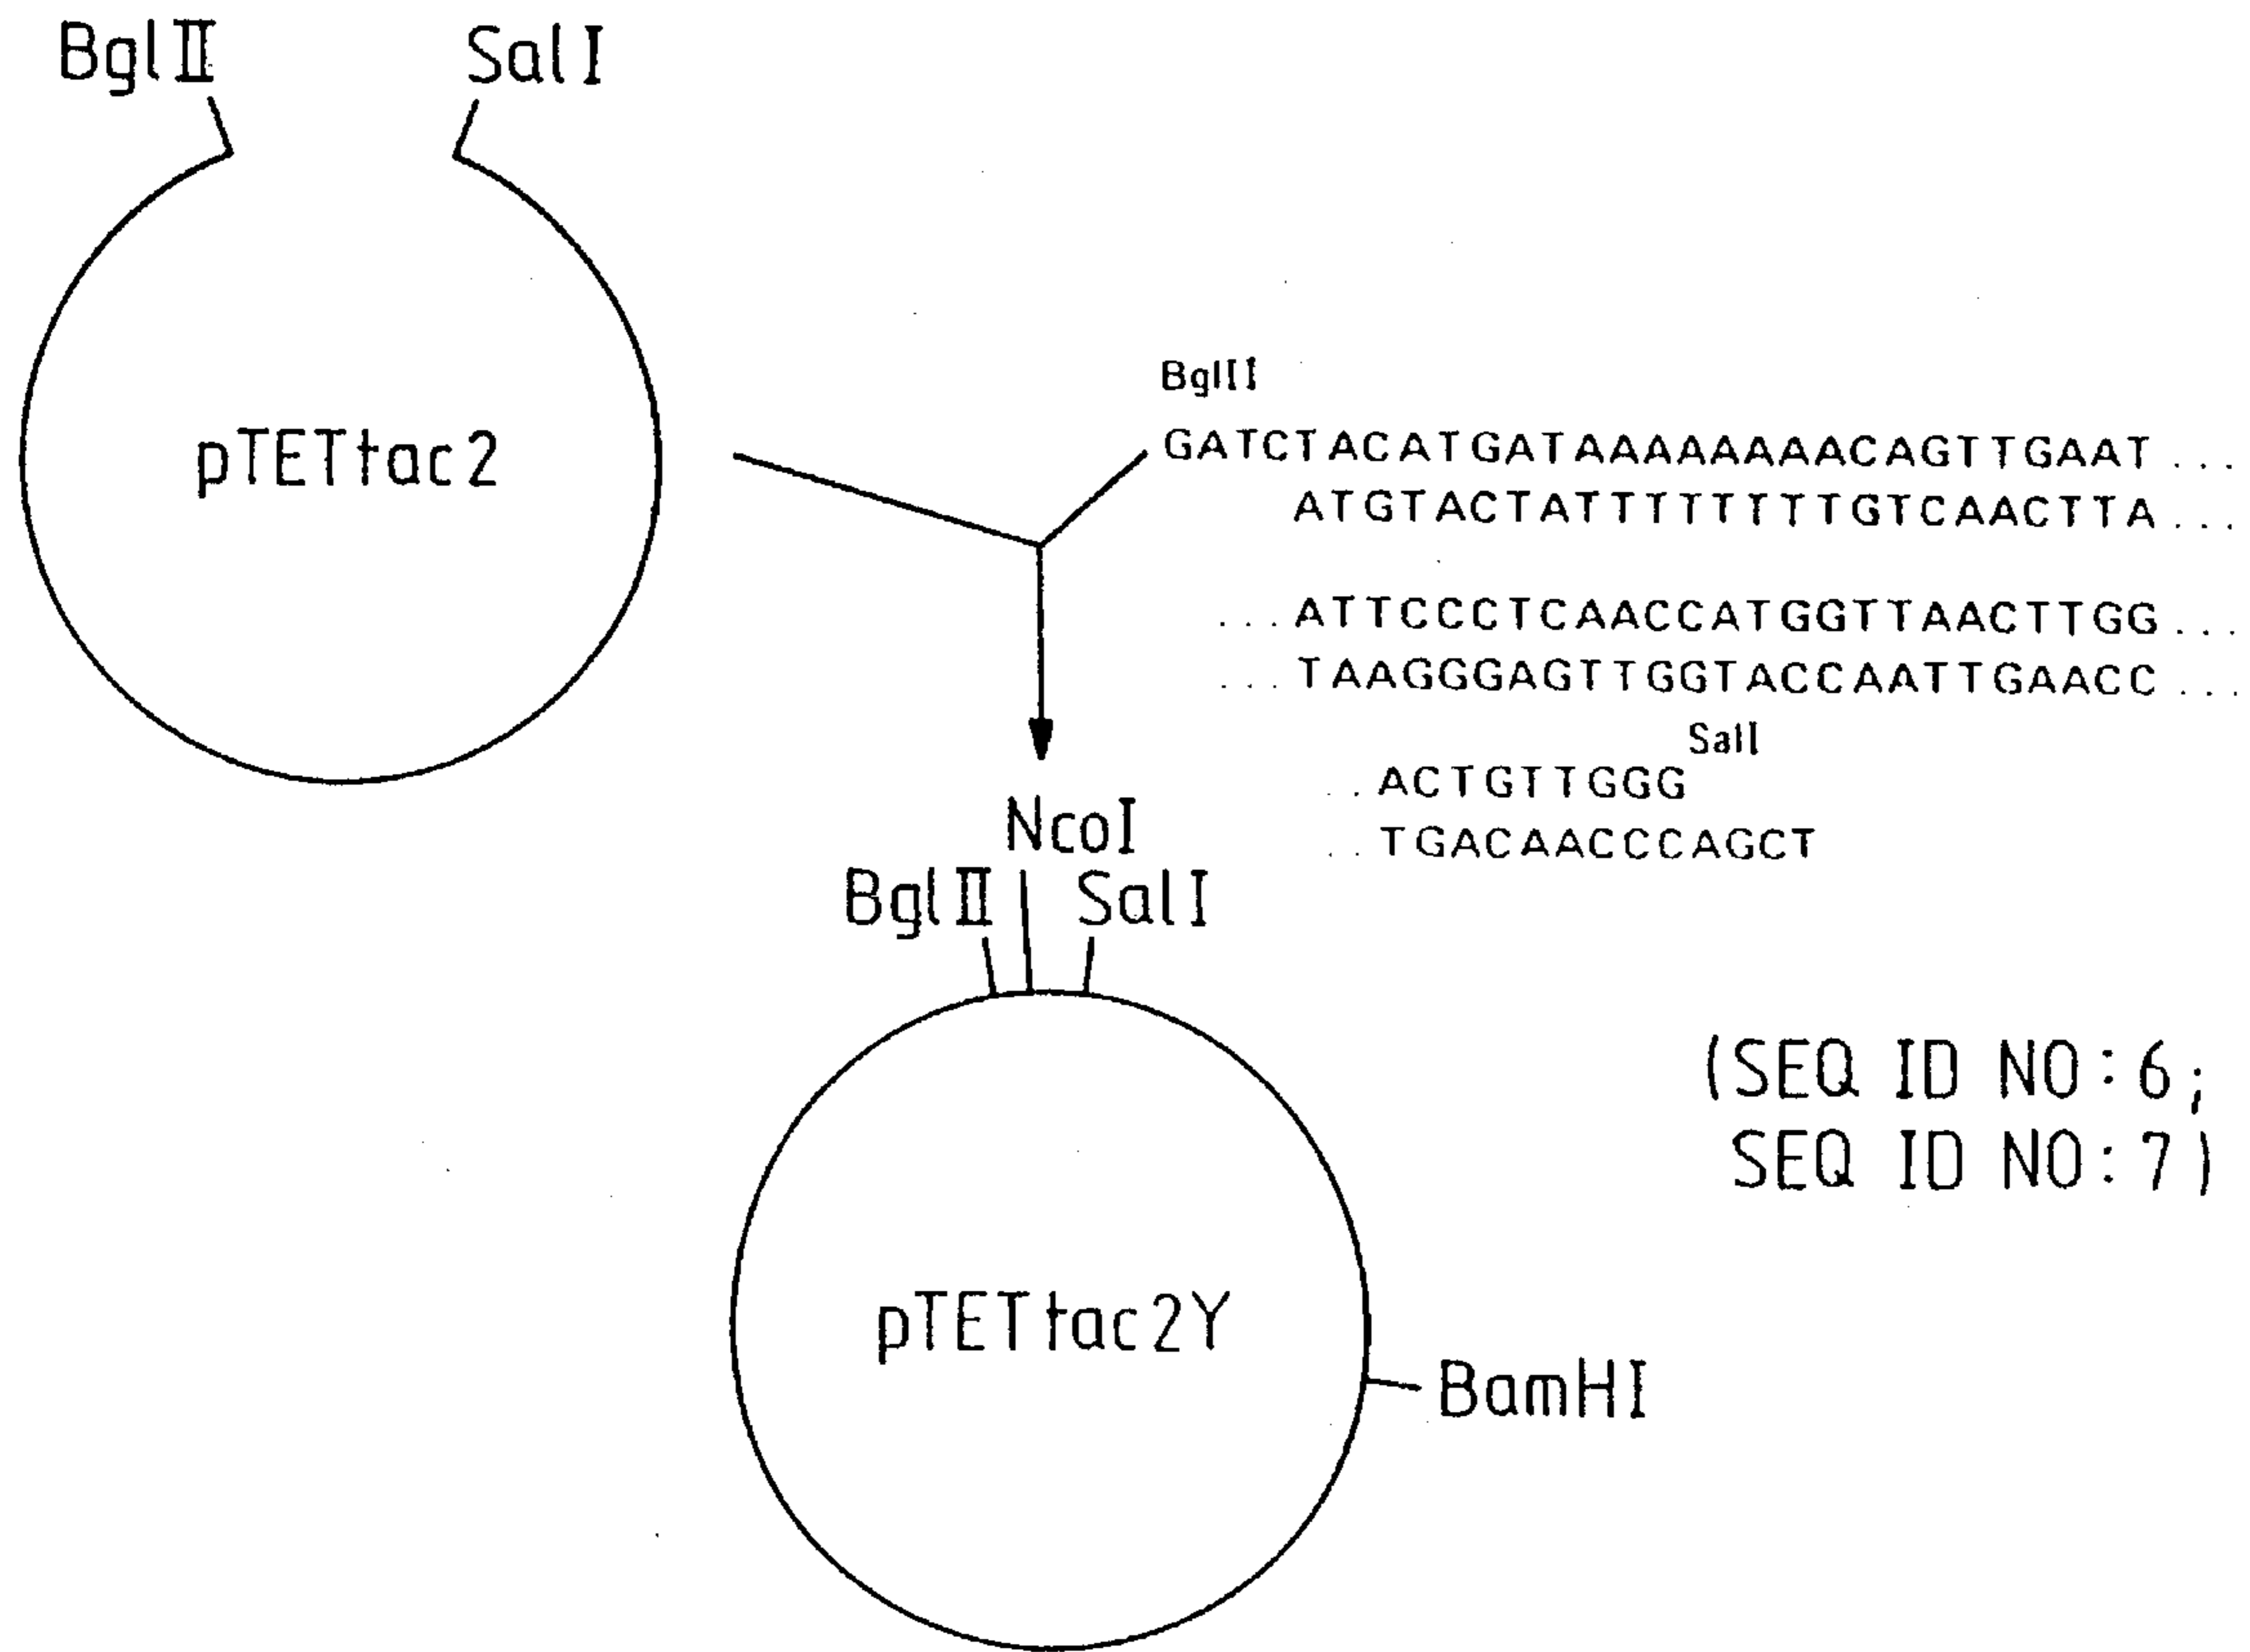 BglII SalI
pTETtac2
BglII
GATCTACATGATAAAAAAAACAGTTGAAT...
ATGTACTATTTTTTTTGTCAACTTA...
...ATTCCCTCAACCATGGTTAACTTGG...
...TAAGGGAGTTGGTACCAATTGAACC...
SalI
..ACTGTTGGG
..TGACAACCCAGCT
NcoI
BglII SalI
(SEQ ID NO:6;
SEQ ID NO:7)
pTETtac2Y
BamHI